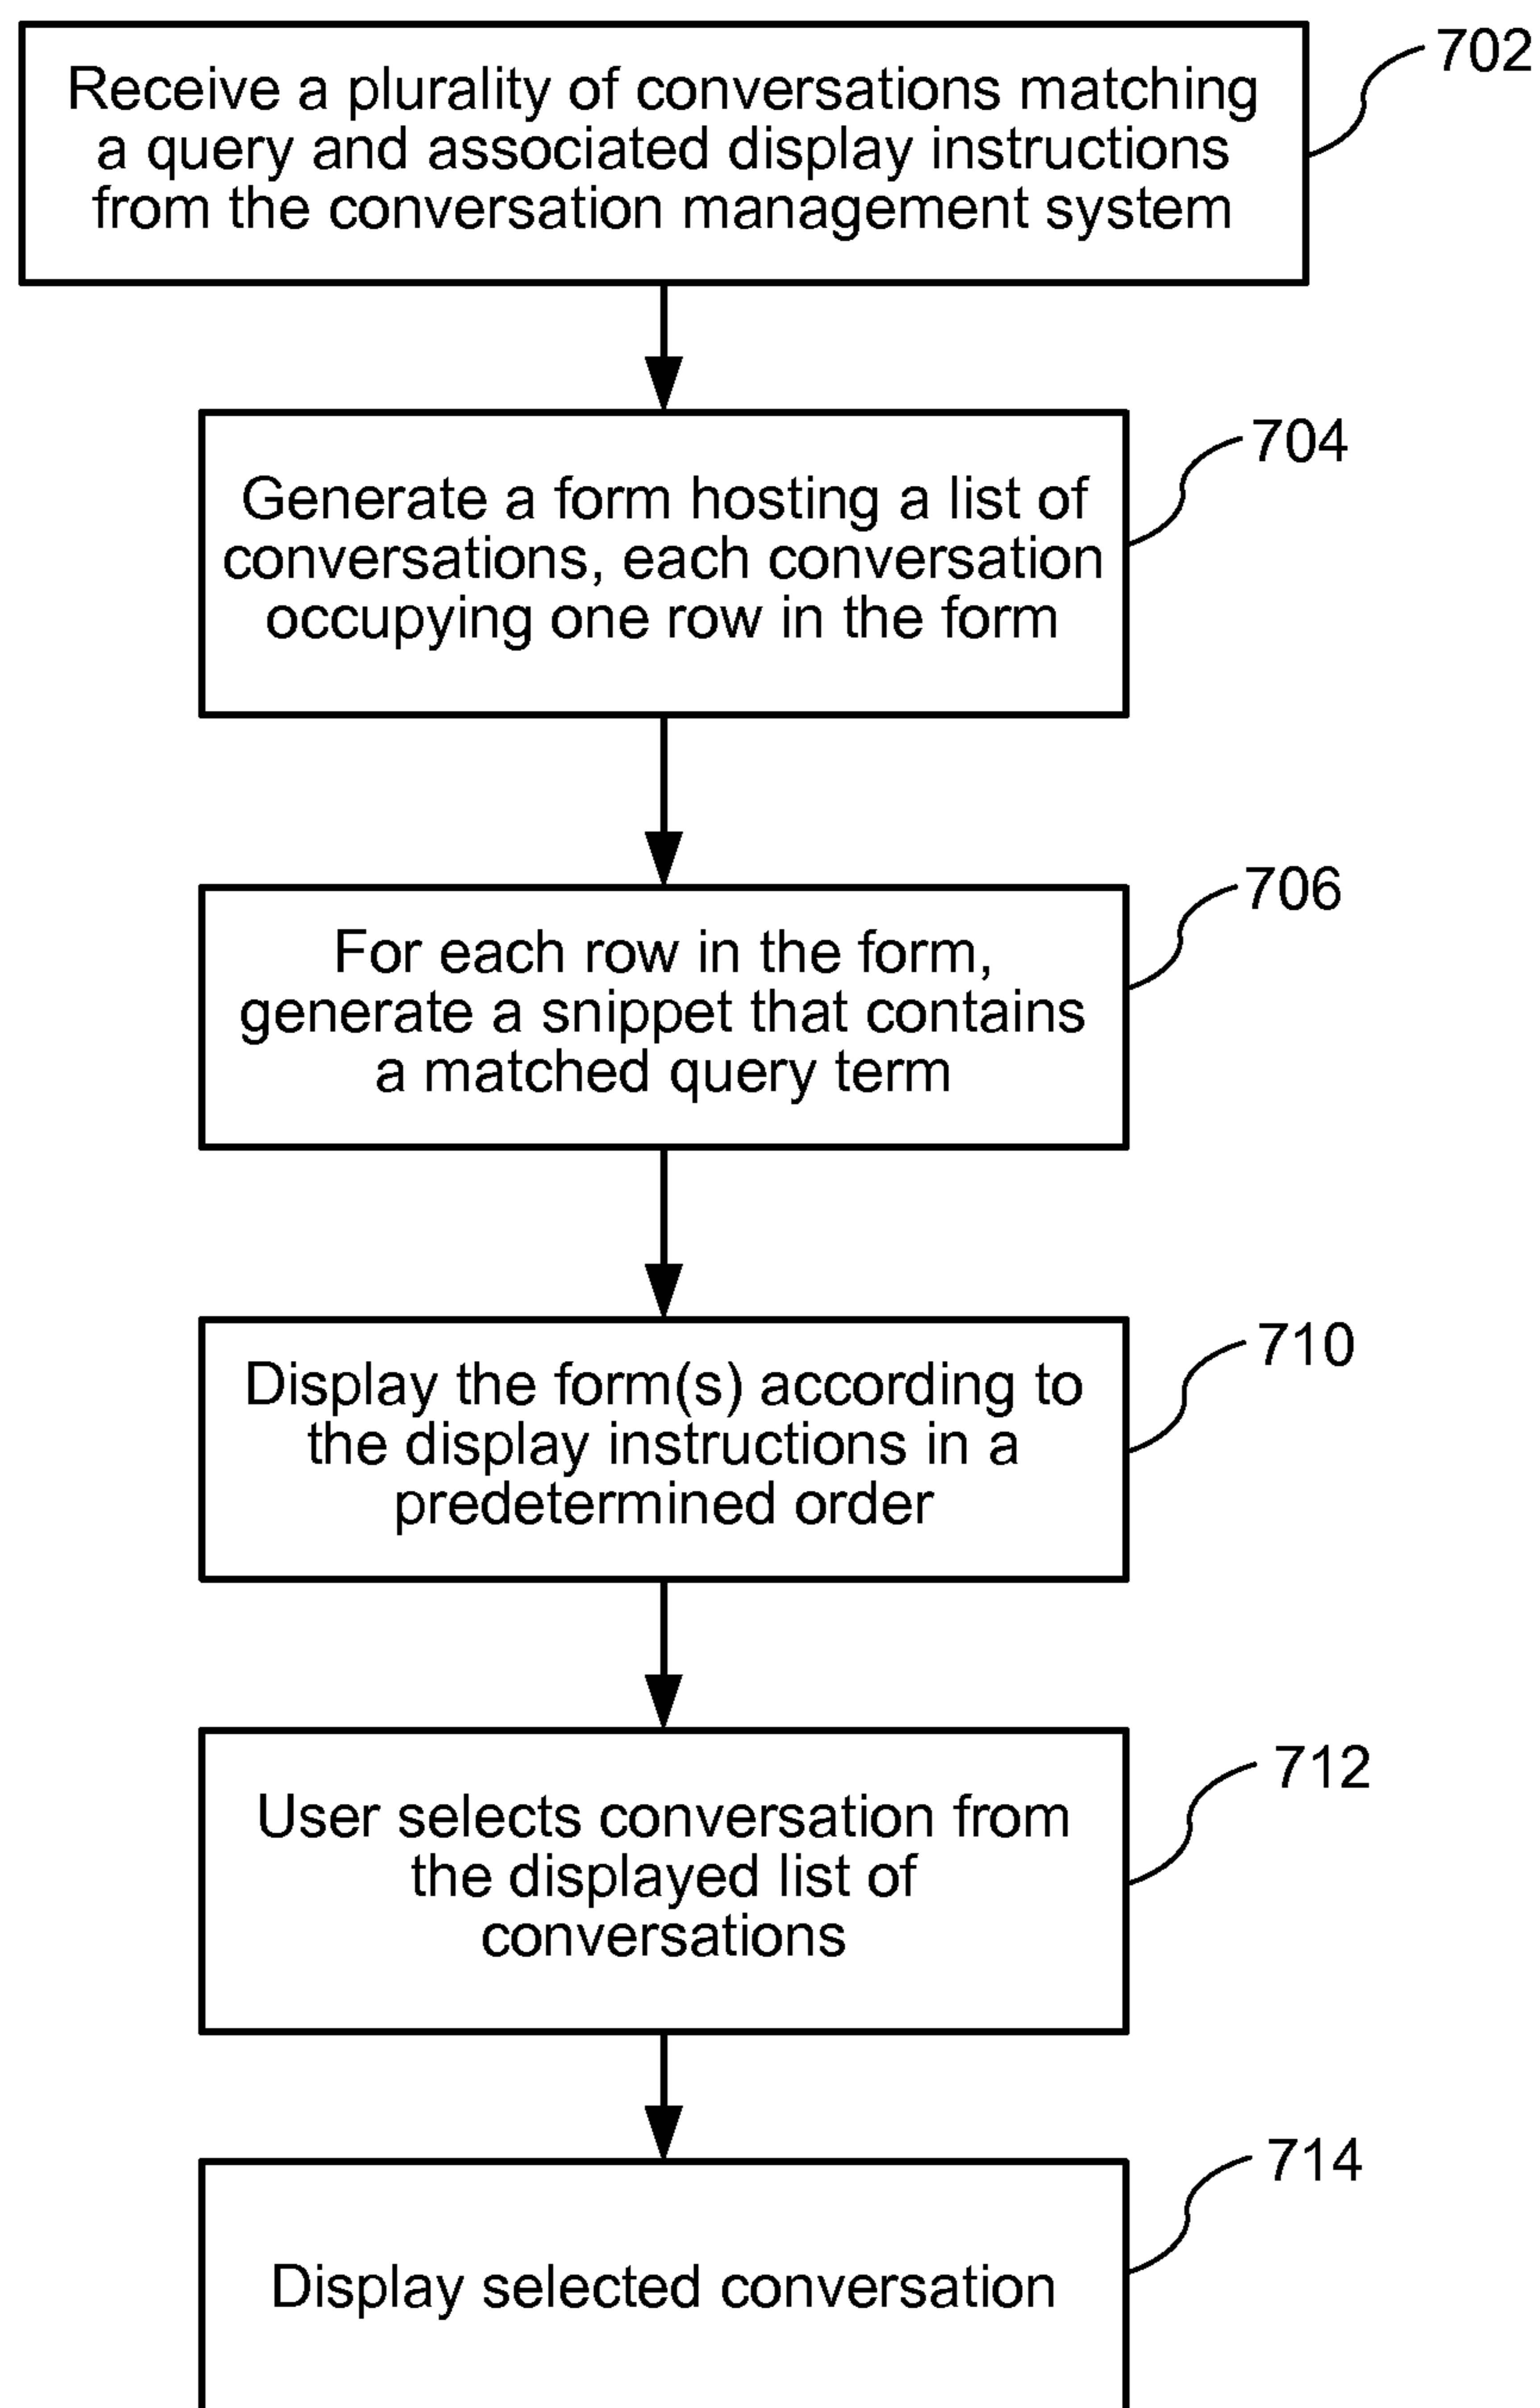 Receive a plurality of conversations matching
a query and associated display instructions
from the conversation management system
702
Generate a form hosting a list of
conversations, each conversation
occupying one row in the form
704
For each row in the form,
generate a snippet that contains
a matched query term
706
Display the form(s) according to
the display instructions in a
predetermined order
710
User selects conversation from
the displayed list of
conversations
712
Display selected conversation
714